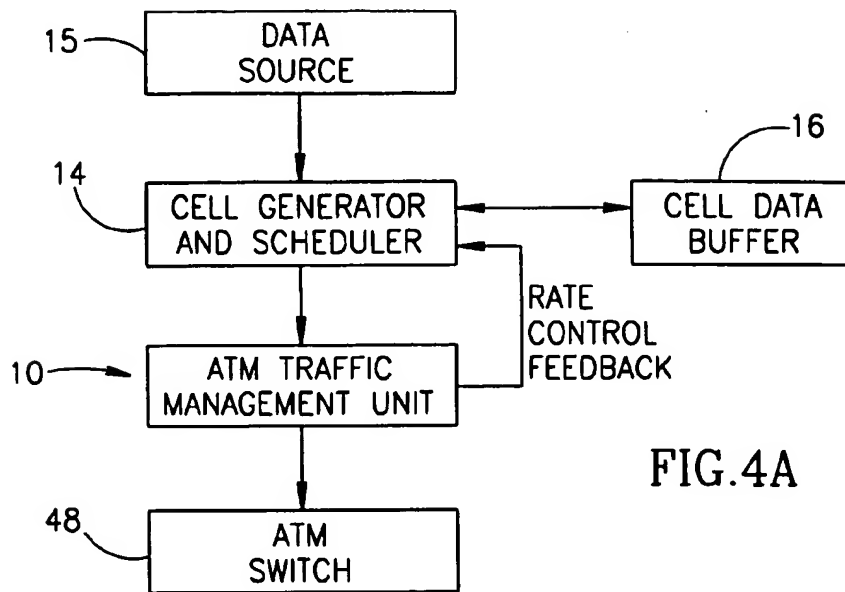 15
DATA
SOURCE
16
14
CELL GENERATOR
AND SCHEDULER
CELL DATA
BUFFER
RATE
CONTROL
FEEDBACK
10
ATM TRAFFIC
MANAGEMENT UNIT
FIG.4A
48
ATM
SWITCH